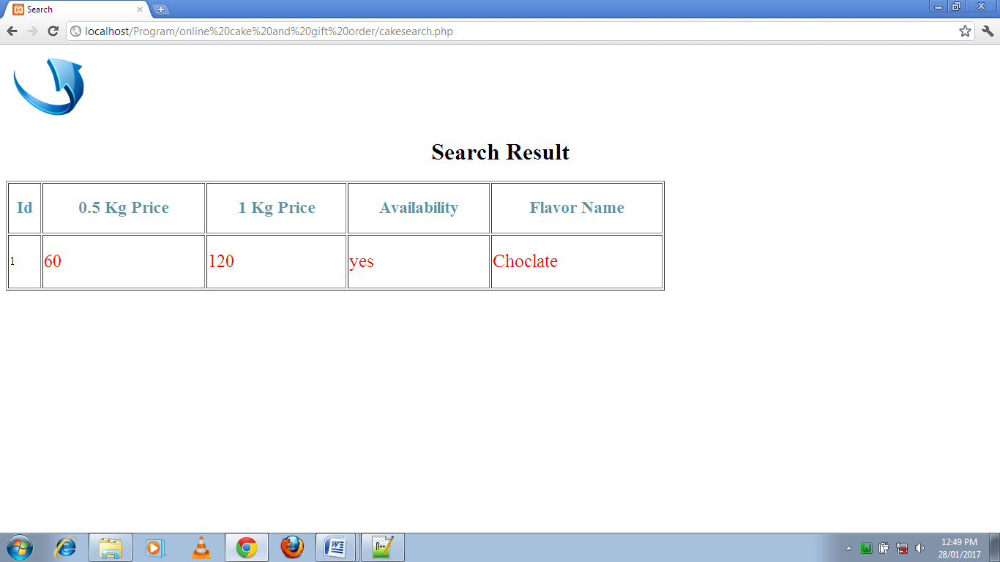 Search
localhost/Program/online%20cake%20and%20gift%20order/cakesearch.php
Search Result
Id 0.5 Kg Price 1 Kg Price Availability Flavor Name
1 60 120 yes Choclate
12:49 PM
28/01/2017